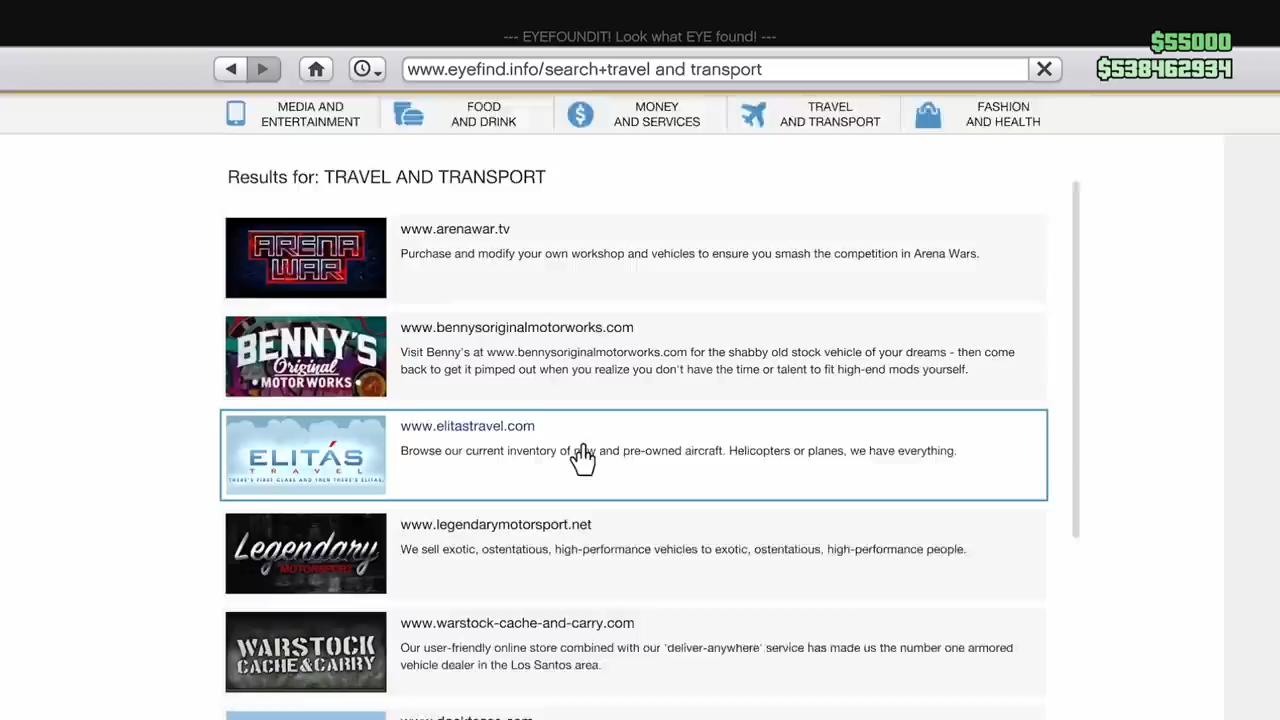 --- EYEFOUNDIT! Look what EYE found! ---
$55000
www.eyefind.info/search+travel and transport
$538462934
MEDIA AND
ENTERTAINMENT
FOOD
AND DRINK
MONEY
AND SERVICES
TRAVEL
AND TRANSPORT
FASHION
AND HEALTH
Results for: TRAVEL AND TRANSPORT
ARENA
WAR
www.arenawar.tv
Purchase and modify your own workshop and vehicles to ensure you smash the competition in Arena Wars.
BENNY'S
Original
• MOTOR WORKS •
www.bennysoriginalmotorworks.com
Visit Benny's at www.bennysoriginalmotorworks.com for the shabby old stock vehicle of your dreams - then come
back to get it pimped out when you realize you don't have the time or talent to fit high-end mods yourself.
ELITÁS
TRAVEL
THERE'S FIRST CLASS AND THEN THERE'S ELITAS.
www.elitastravel.com
Browse our current inventory of and pre-owned aircraft. Helicopters or planes, we have everything.
Legendary
MOTORSPORT
www.legendarymotorsport.net
We sell exotic, ostentatious, high-performance vehicles to exotic, ostentatious, high-performance people.
WARSTOCK
CACHE&CARRY
www.warstock-cache-and-carry.com
Our user-friendly online store combined with our 'deliver-anywhere' service has made us the number one armored
vehicle dealer in the Los Santos area.